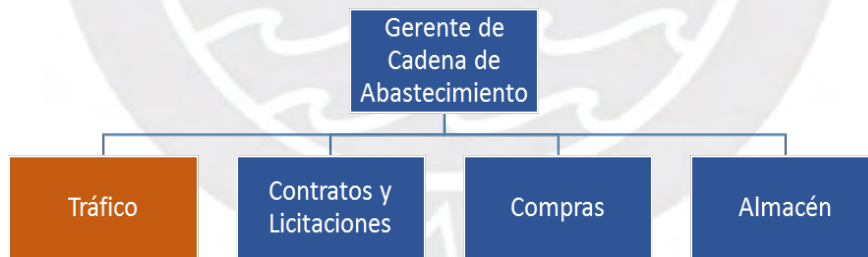 Gerente de
Cadena de
Abastecimiento
Tráfico
Contratos y
Licitaciones
Compras
Almacén